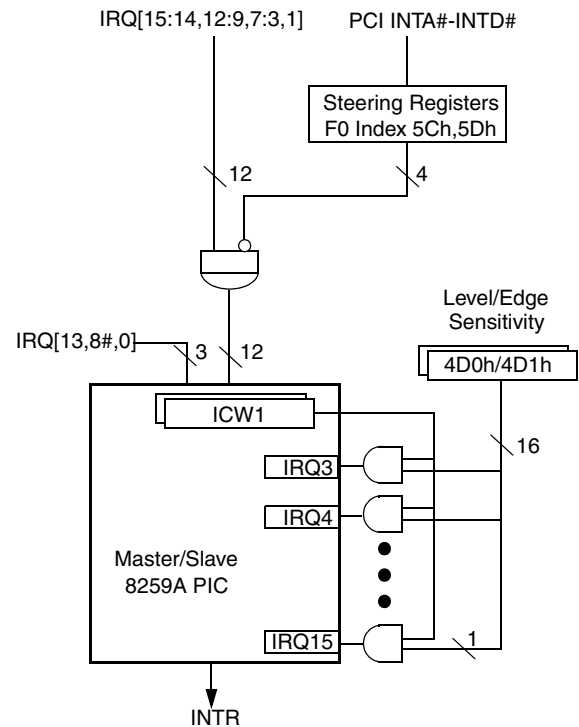 IRQ[15:14,12:9,7:3,1]
PCI INTA#-INTD#
Steering Registers
F0 Index 5Ch,5Dh
12
4
Level/Edge
Sensitivity
IRQ[13,8#,0]
3
12
4D0h/4D1h
ICW1
16
IRQ3
IRQ4
Master/Slave
8259A PIC
IRQ15
1
INTR